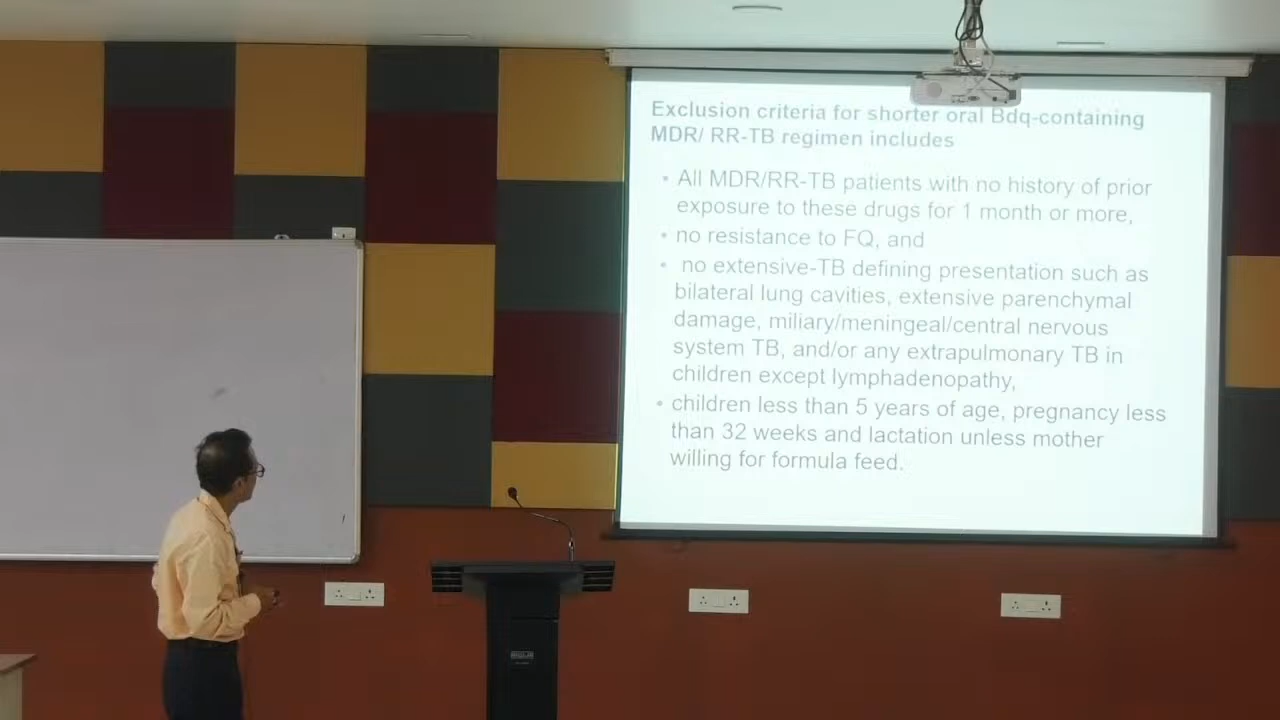 Exclusion criteria for shorter oral Bdq-containing
MDR/ RR-TB regimen includes
• All MDR/RR-TB patients with no history of prior
exposure to these drugs for 1 month or more,
• no resistance to FQ, and
• no extensive-TB defining presentation such as
bilateral lung cavities, extensive parenchymal
damage, miliary/meningeal/central nervous
system TB, and/or any extrapulmonary TB in
children except lymphadenopathy,
• children less than 5 years of age, pregnancy less
than 32 weeks and lactation unless mother
willing for formula feed.